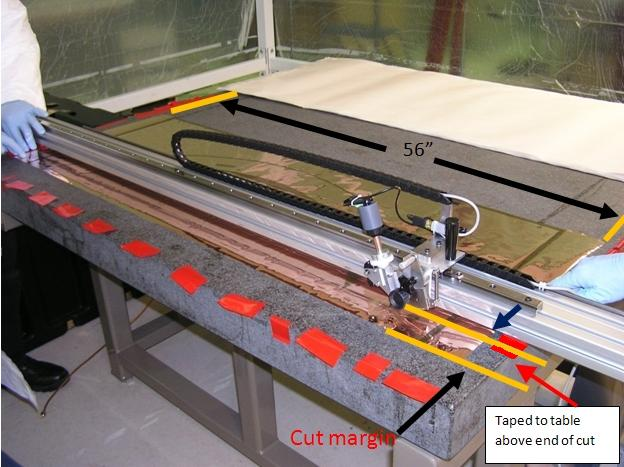 56”
Cut margin
Taped to table
above end of cut